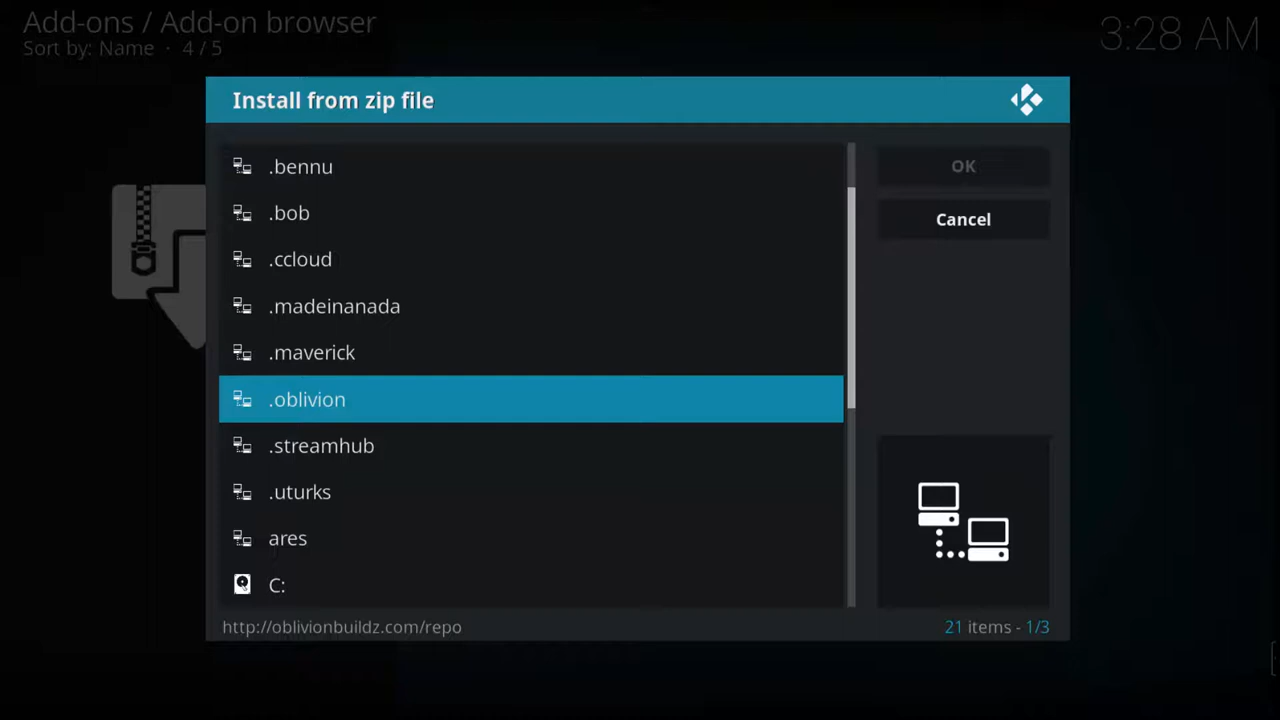 Add-ons / Add-on browser
Sort by: Name · 4 / 5
3:28 AM
Install from zip file
.bennu
.bob
.ccloud
.madeinanada
.maverick
.oblivion
.streamhub
.uturks
ares
C:
OK
Cancel
http://oblivionbuildz.com/repo
21 items - 1/3